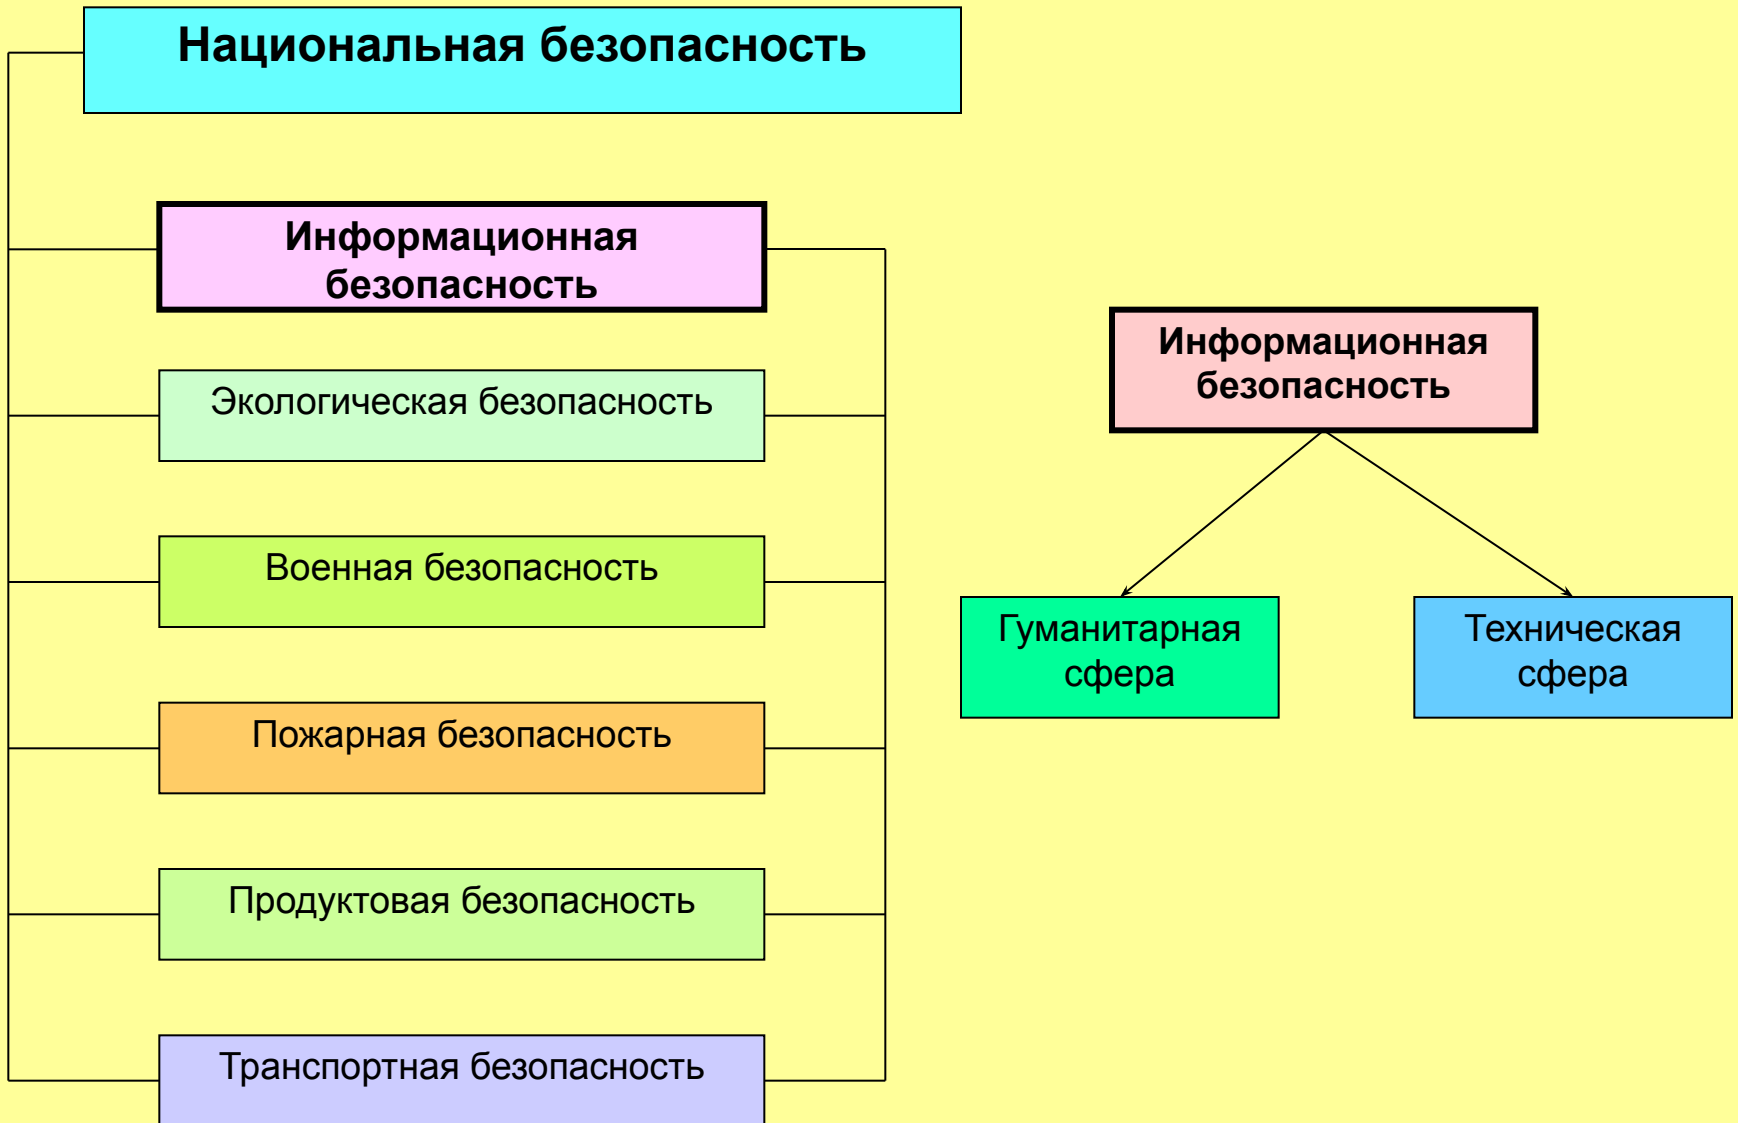 Национальная безопасность
Информационная
безопасность
Экологическая безопасность
Военная безопасность
Пожарная безопасность
Продуктовая безопасность
Транспортная безопасность
Информационная
безопасность
Гуманитарная
сфера
Техническая
сфера